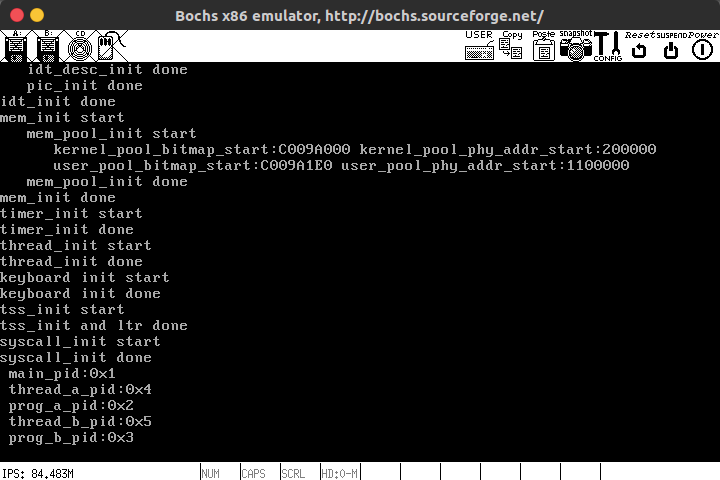 Bochs x86 emulator, http://bochs.sourceforge.net/
A: B: CD USER Copy Paste Snapshot CONFIG Reset SUSPEND Power
idt_desc_init done
pic_init done
idt_init done
mem_init start
mem_pool_init start
kernel_pool_bitmap_start:C009A000 kernel_pool_phy_addr_start:200000
user_pool_bitmap_start:C009A1E0 user_pool_phy_addr_start:1100000
mem_pool_init done
mem_init done
timer_init start
timer_init done
thread_init start
thread_init done
keyboard init start
keyboard init done
tss_init start
tss_init and ltr done
syscall_init start
syscall_init done
main_pid:0x1
thread_a_pid:0x4
prog_a_pid:0x2
thread_b_pid:0x5
prog_b_pid:0x3
IPS: 84.483M NUM CAPS SCRL HD:0-M